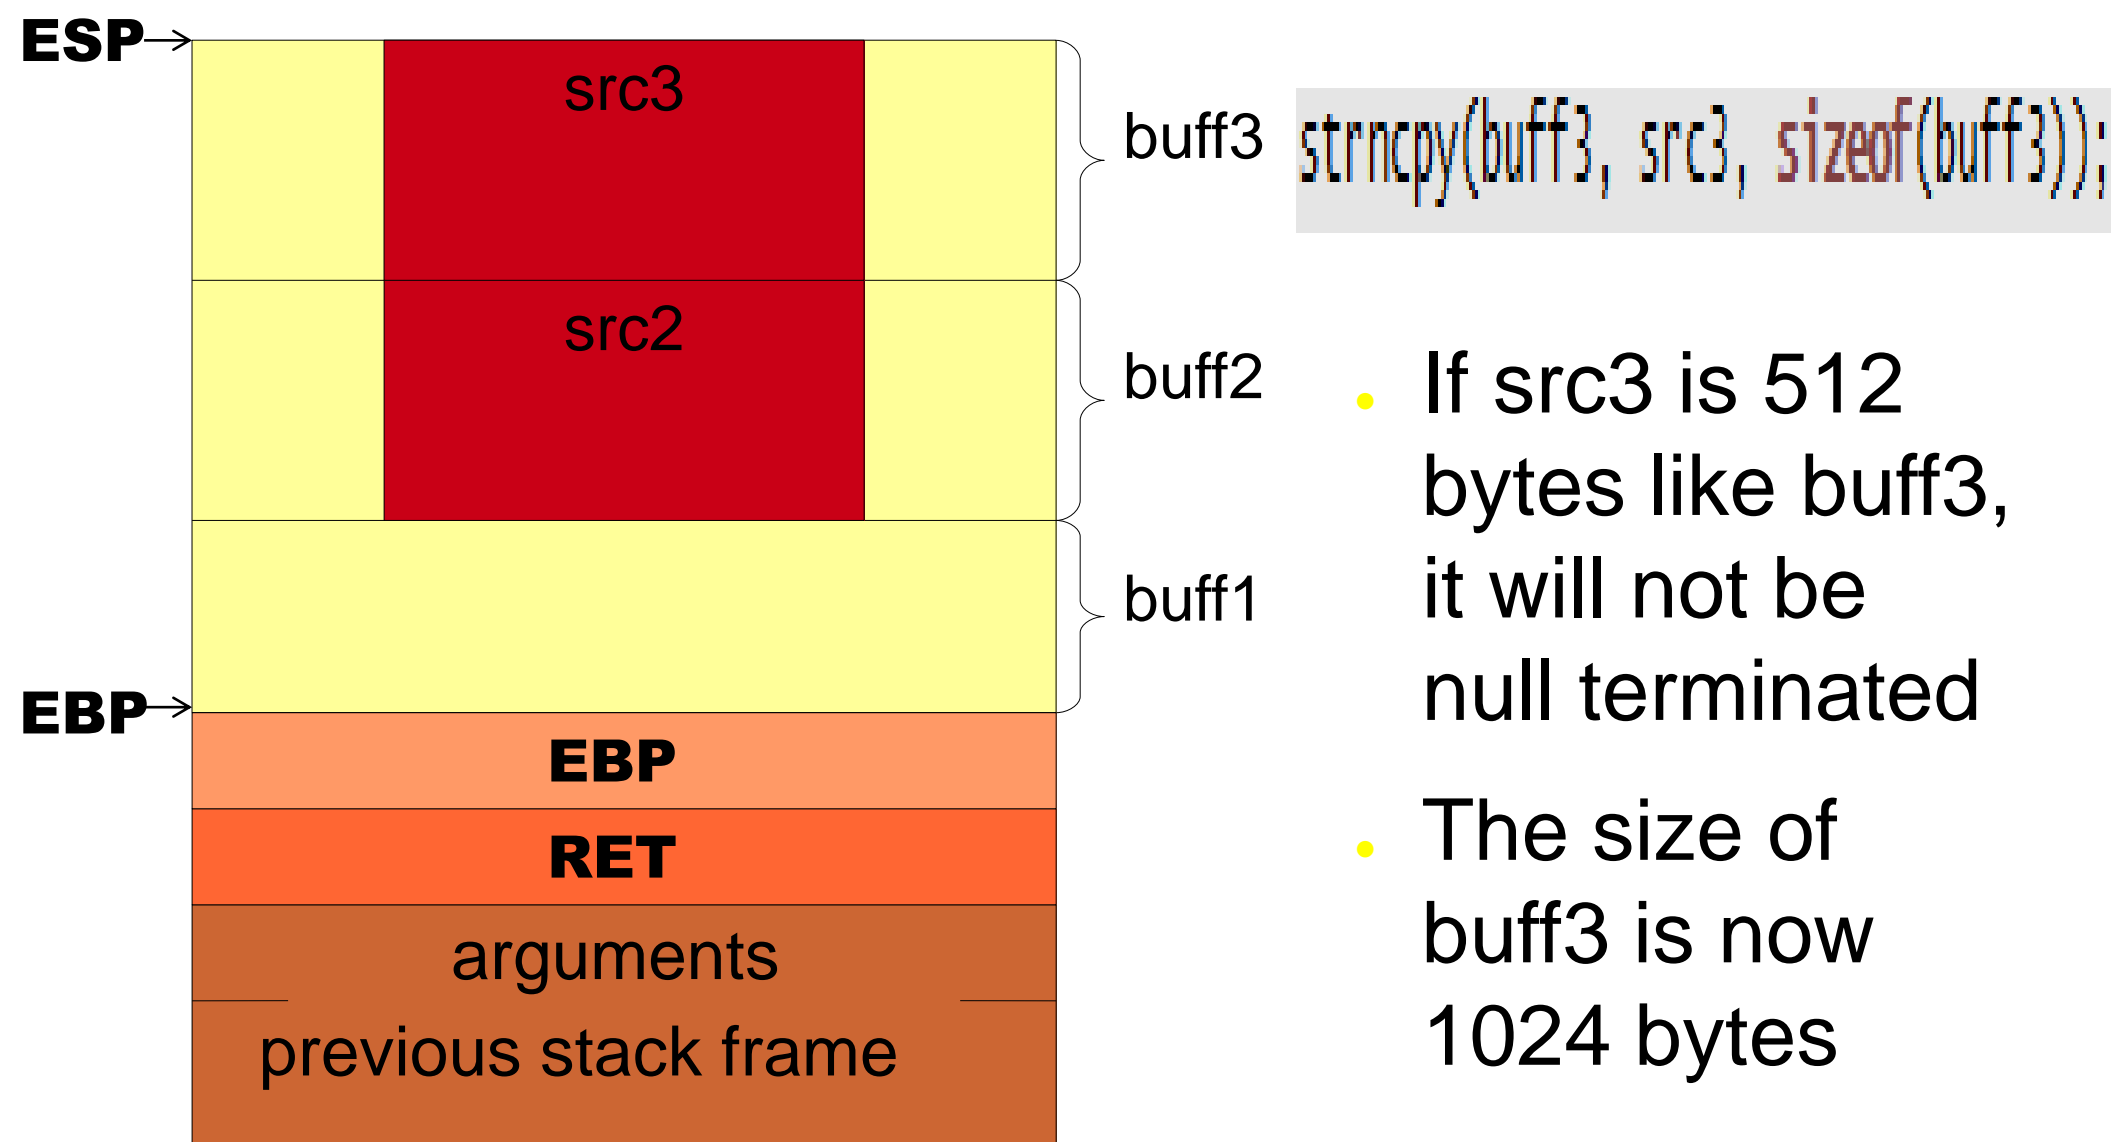 ESP
src3
buff3
strncpy(buff3, src3, sizeof(buff3));
src2
buff2
buff1
EBP
EBP
RET
arguments
previous stack frame
• If src3 is 512
bytes like buff3,
it will not be
null terminated
• The size of
buff3 is now
1024 bytes